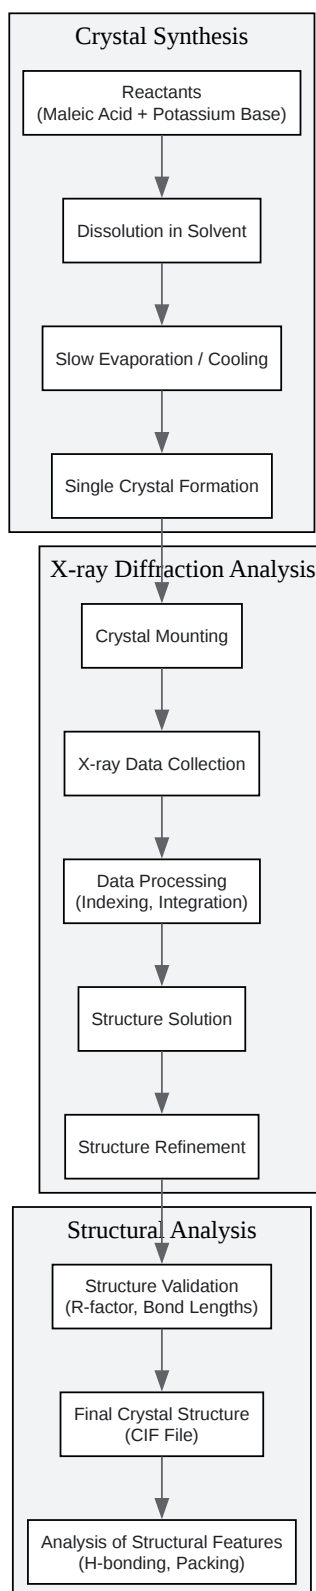 Crystal Synthesis
Reactants
(Maleic Acid + Potassium Base)
Dissolution in Solvent
Slow Evaporation / Cooling
Single Crystal Formation
X-ray Diffraction Analysis
Crystal Mounting
X-ray Data Collection
Data Processing
(Indexing, Integration)
Structure Solution
Structure Refinement
Structural Analysis
Structure Validation
(R-factor, Bond Lengths)
Final Crystal Structure
(CIF File)
Analysis of Structural Features
(H-bonding, Packing)